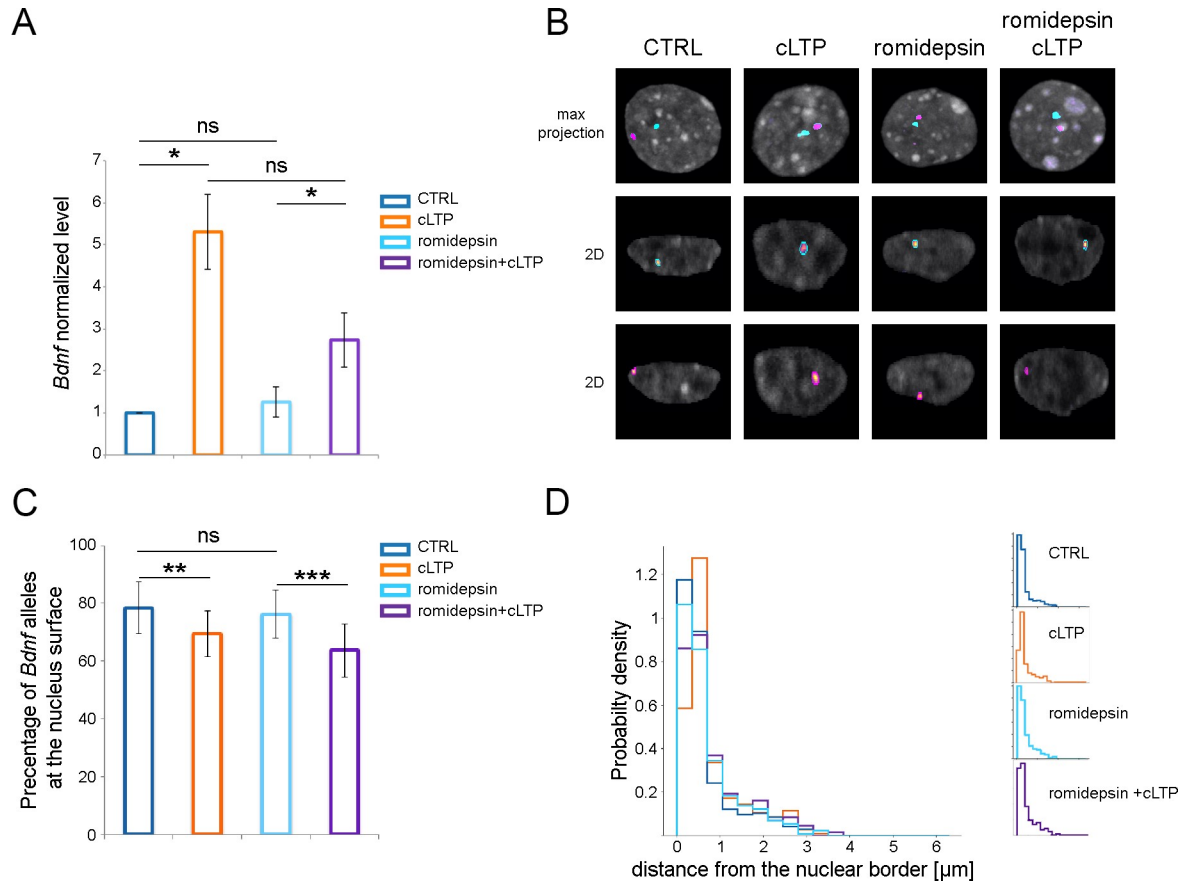 A
ns
*
ns
*
7
6
5
4
3
2
1
0
Bdnf normalized level
CTRL
cLTP
romidepsin
romidepsin+cLTP
B
CTRL
cLTP
romidepsin
romidepsin
cLTP
max
projection
2D
2D
C
ns
**
***
100
80
60
40
20
0
Precentage of Bdnf alleles
at the nucleus surface
CTRL
cLTP
romidepsin
romidepsin+cLTP
D
1.2
1
0.8
0.6
0.4
0.2
Probabilty density
0
1
2
3
4
5
6
distance from the nuclear border [µm]
CTRL
cLTP
romidepsin
romidepsin +cLTP